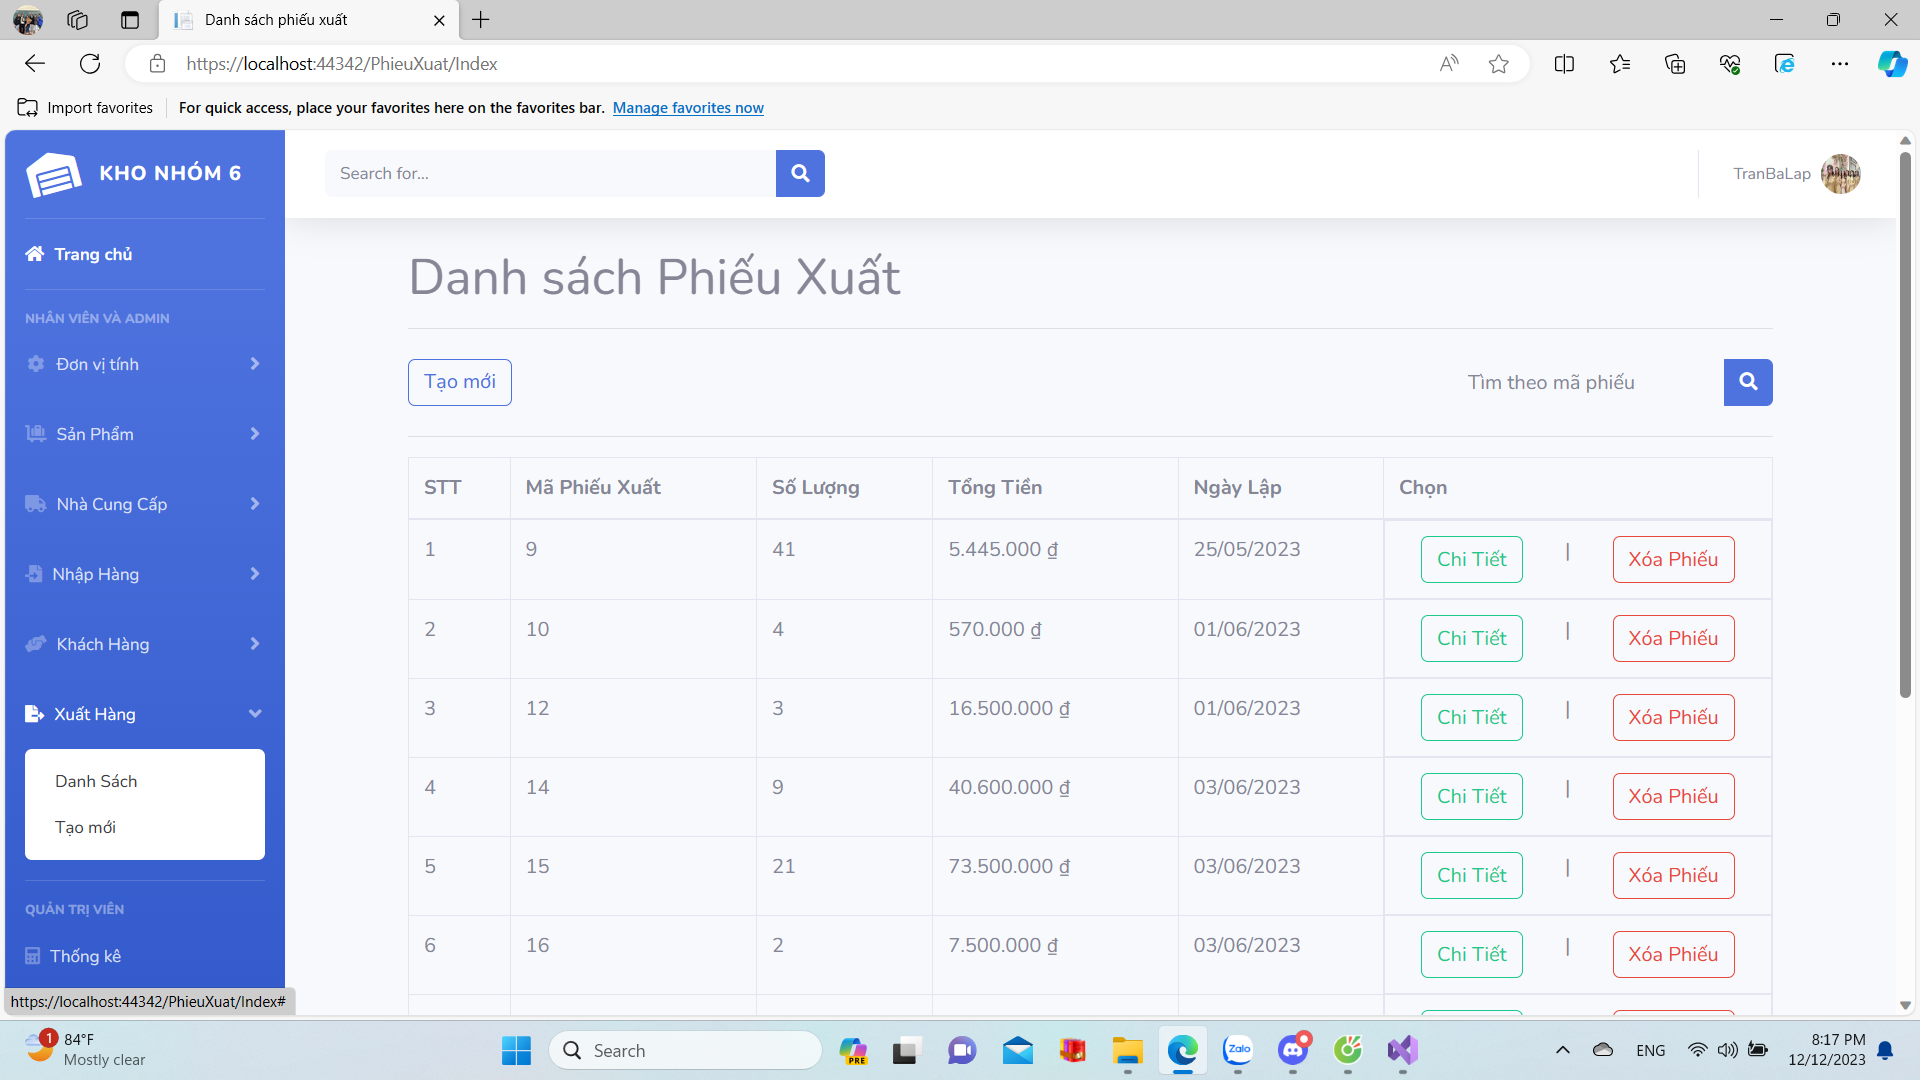 Danh sách phiếu xuất
https://localhost:44342/PhieuXuat/Index
Import favorites
For quick access, place your favorites here on the favorites bar. Manage favorites now
KHO NHÓM 6
Search for...
TranBaLap
Trang chủ
NHÂN VIÊN VÀ ADMIN
Đơn vị tính
Sản Phẩm
Nhà Cung Cấp
Nhập Hàng
Khách Hàng
Xuất Hàng
Danh Sách
Tạo mới
QUẢN TRỊ VIÊN
Thống kê
https://localhost:44342/PhieuXuat/Index#
Danh sách Phiếu Xuất
Tạo mới
Tìm theo mã phiếu
STT Mã Phiếu Xuất Số Lượng Tổng Tiền Ngày Lập Chọn
1 9 41 5.445.000 ₫ 25/05/2023 Chi Tiết | Xóa Phiếu
2 10 4 570.000 ₫ 01/06/2023 Chi Tiết | Xóa Phiếu
3 12 3 16.500.000 ₫ 01/06/2023 Chi Tiết | Xóa Phiếu
4 14 9 40.600.000 ₫ 03/06/2023 Chi Tiết | Xóa Phiếu
5 15 21 73.500.000 ₫ 03/06/2023 Chi Tiết | Xóa Phiếu
6 16 2 7.500.000 ₫ 03/06/2023 Chi Tiết | Xóa Phiếu
1
84°F
Mostly clear
Search
PRE
Zalo
ENG
8:17 PM
12/12/2023